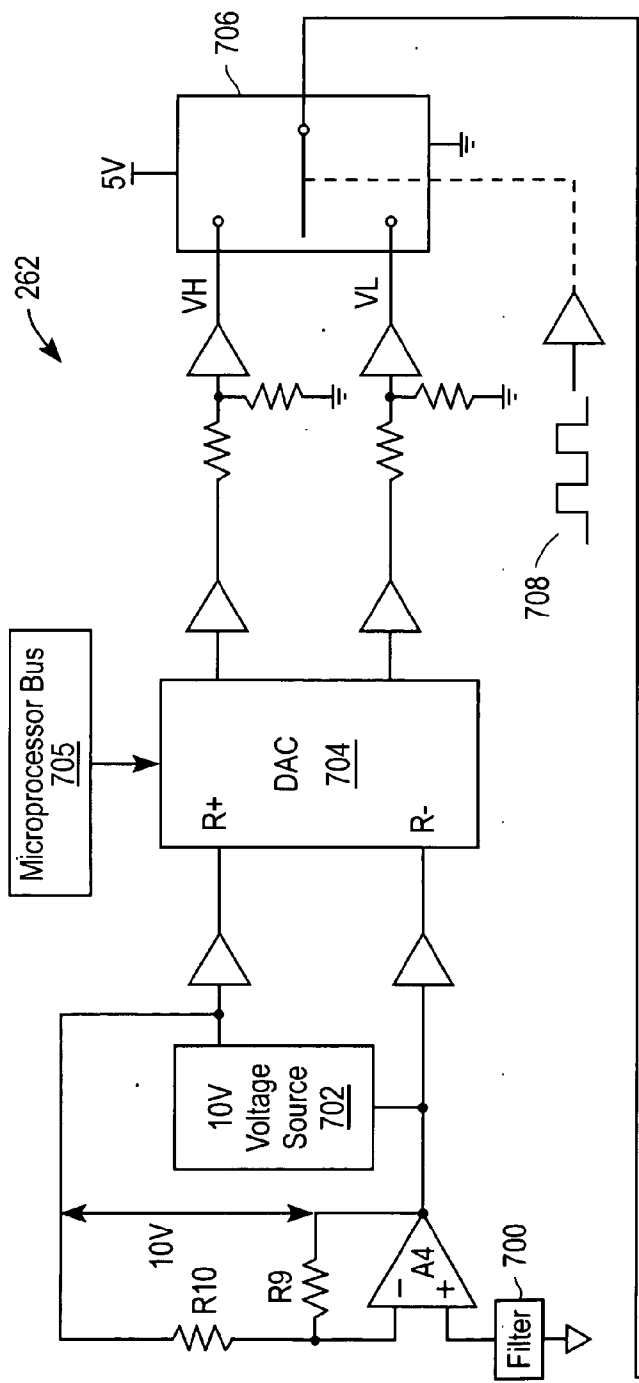 262
Microprocessor Bus
705
5V
706
10V
R10
R9
10V
Voltage
Source
702
R+
R-
DAC
704
VH
VL
A4
−
+
Filter
700
708